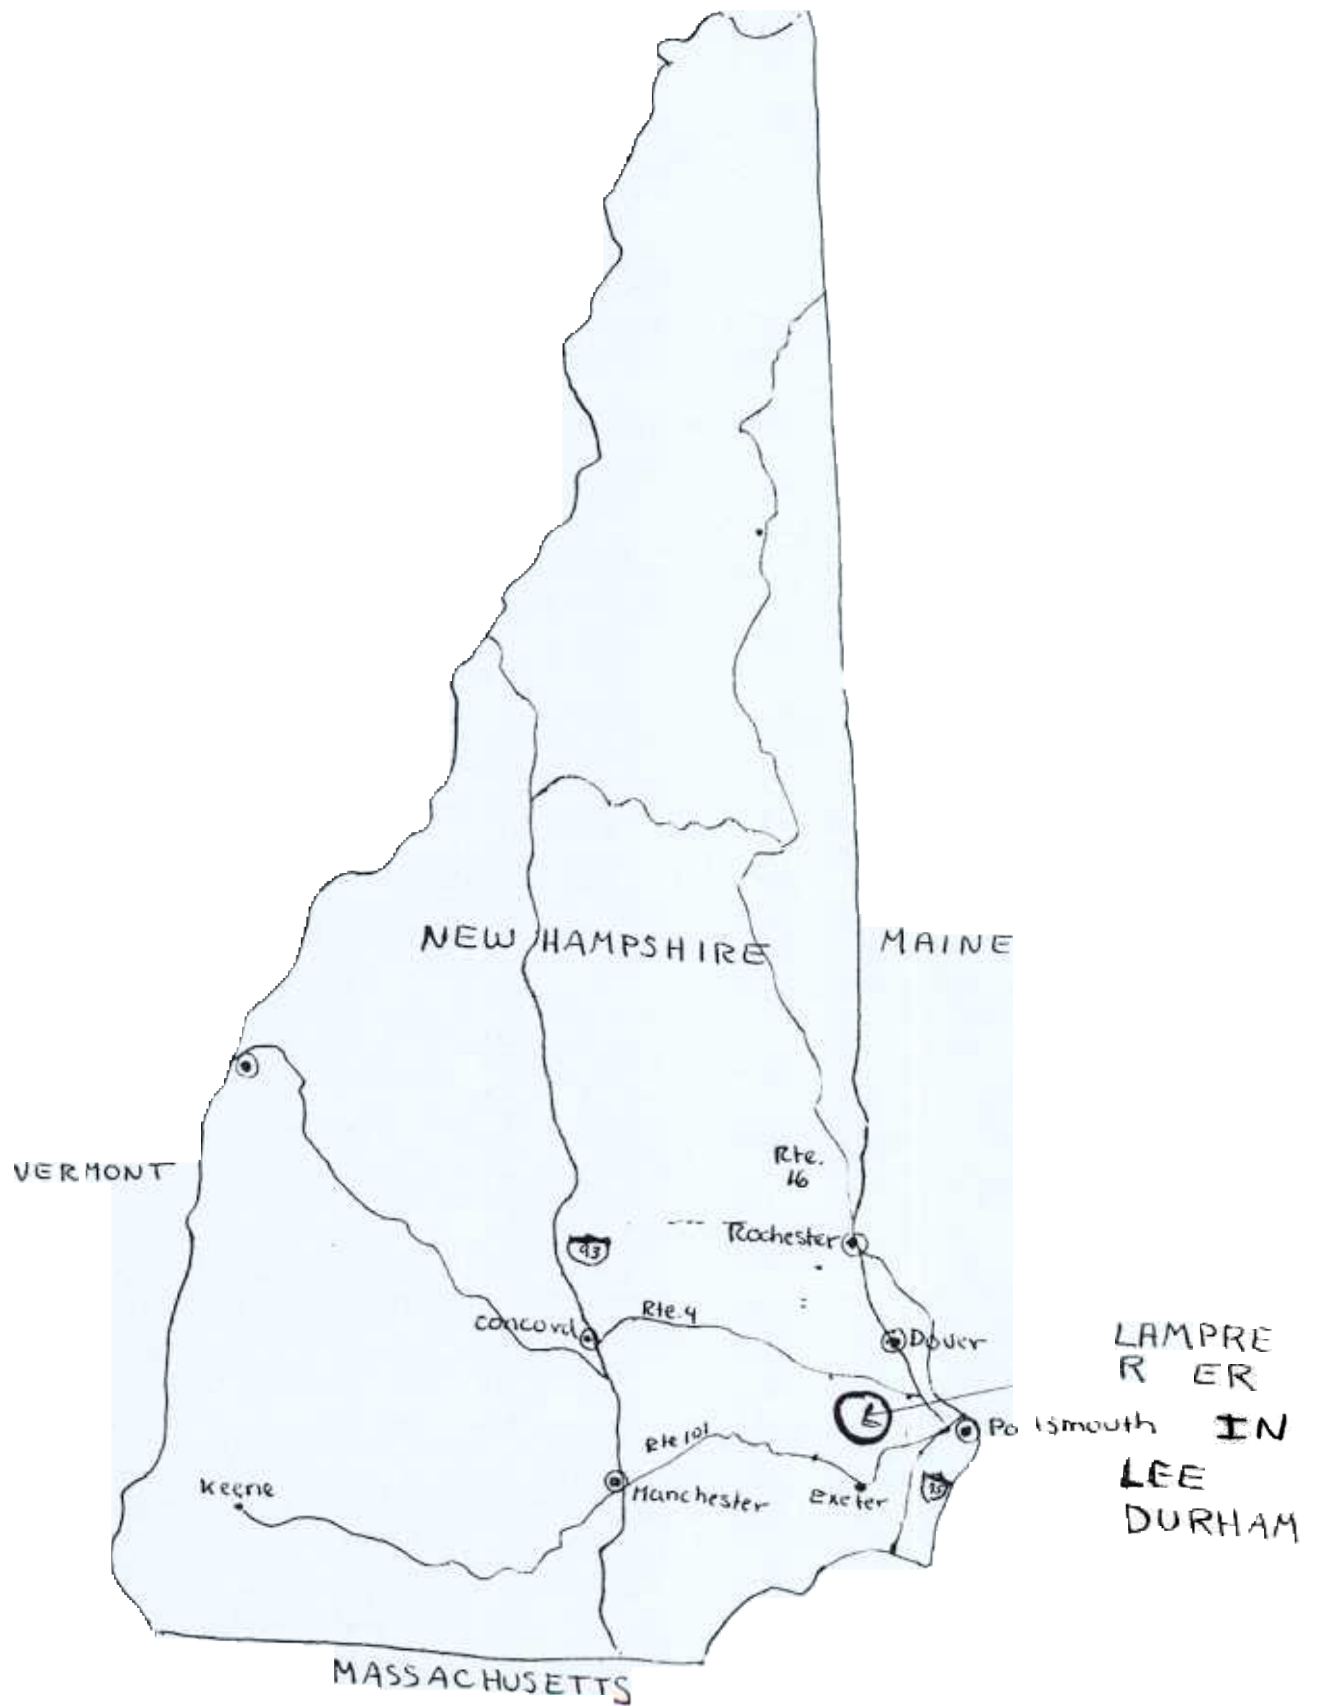 NEW HAMPSHIRE
MAINE
VERMONT
Rte.
16
Rochester
93
Concord
Rte. 4
Dover
LAMPRE
R ER
IN
LEE
DURHAM
Portsmouth
Rte 101
Keene
Manchester
Exeter
95
MASSACHUSETTS